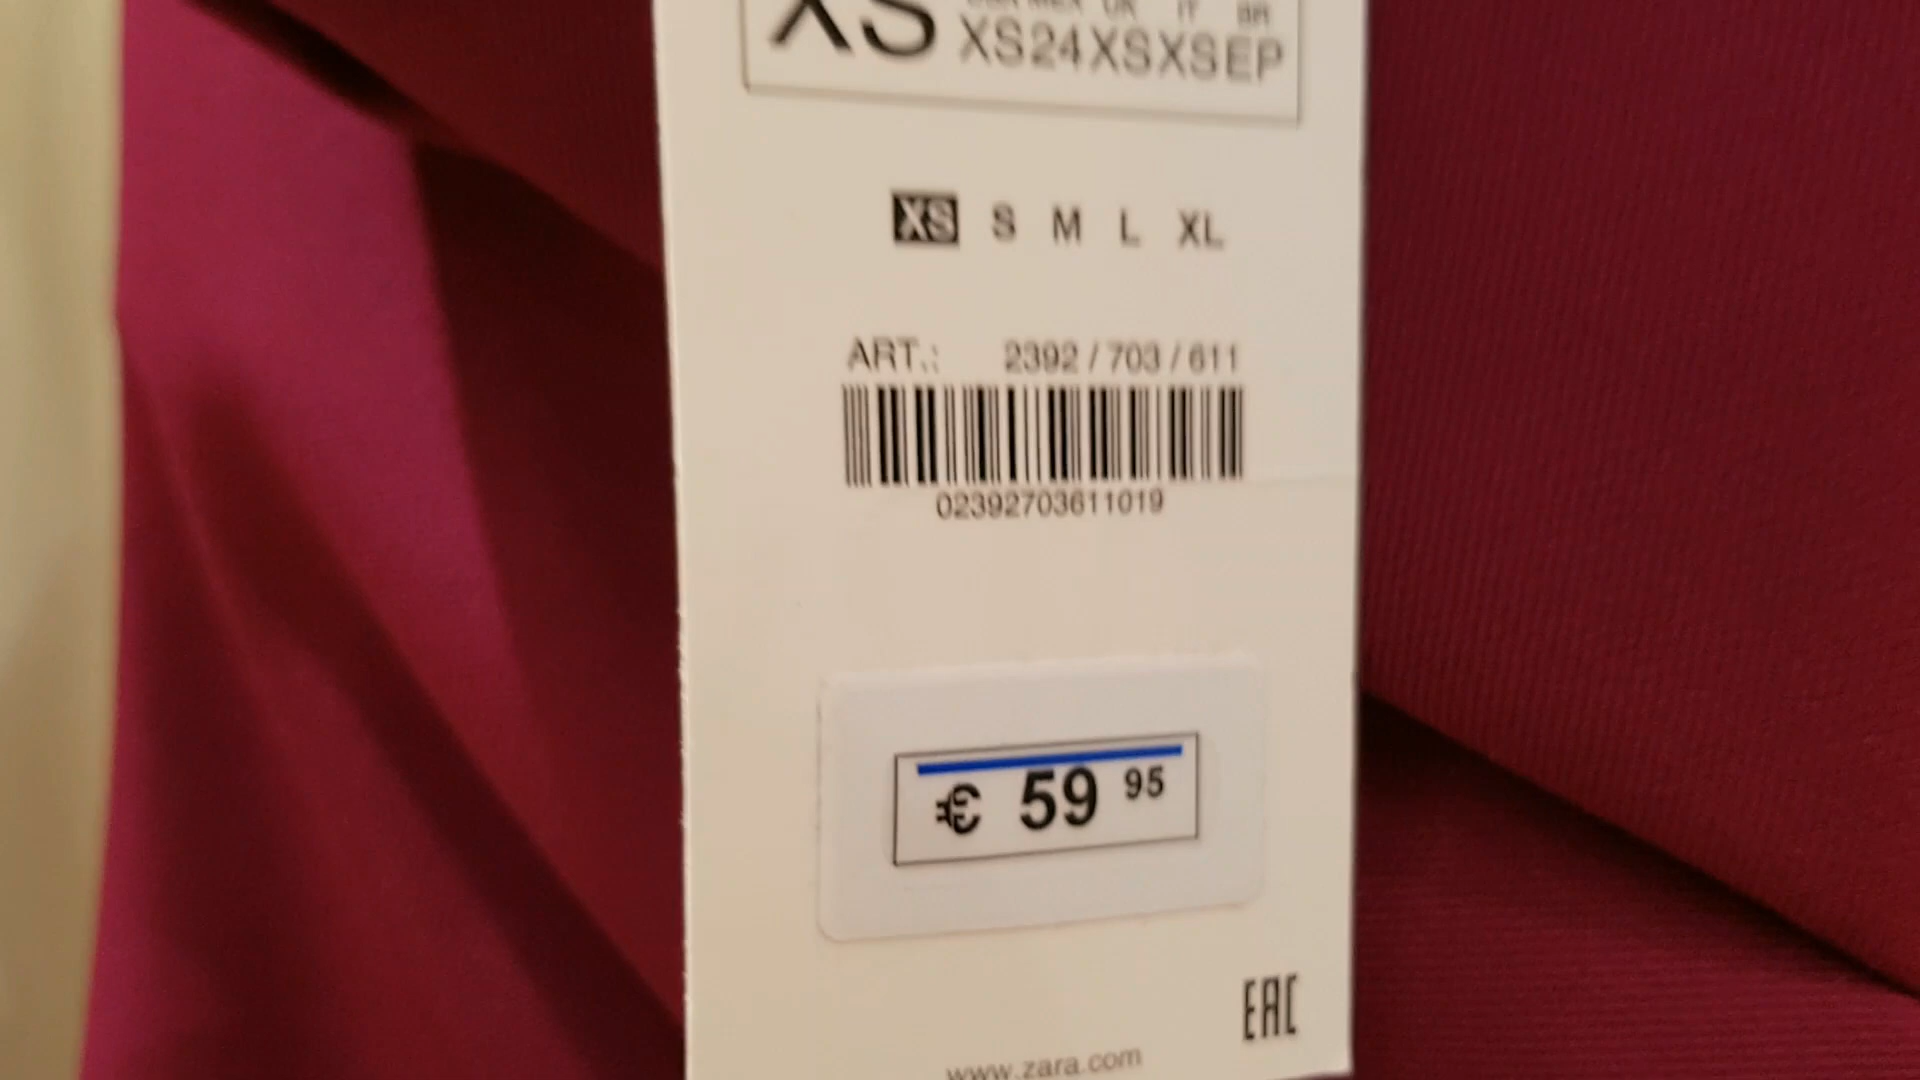 XS
XS24XSXSEP
XS S M L XL
ART.: 2392 / 703 / 611
02392703611019
€ 59 95
EAC
www.zara.com